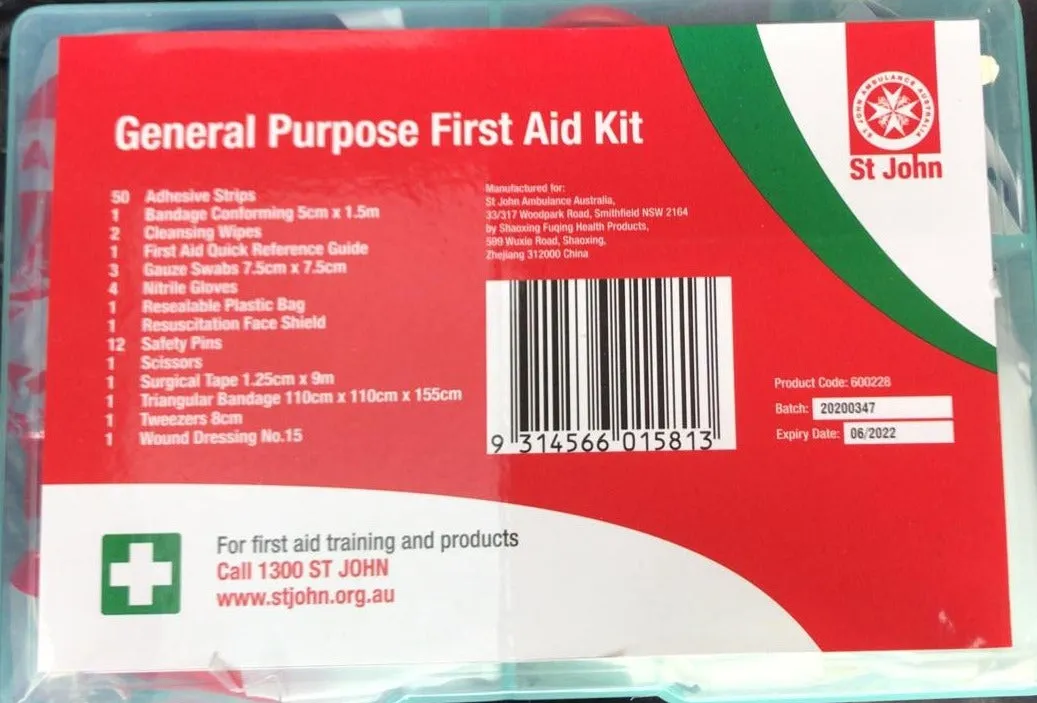 General Purpose First Aid Kit
50 Adhesive Strips
1 Bandage Conforming 5cm x 1.5m
2 Cleansing Wipes
1 First Aid Quick Reference Guide
3 Gauze Swabs 7.5cm x 7.5cm
4 Nitrile Gloves
1 Resealable Plastic Bag
1 Resuscitation Face Shield
12 Safety Pins
1 Scissors
1 Surgical Tape 1.25cm x 9m
1 Triangular Bandage 110cm x 110cm x 155cm
1 Tweezers 8cm
1 Wound Dressing No.15
Manufactured for:
St John Ambulance Australia,
33/317 Woodpark Road, Smithfield NSW 2164
by Shaoxing Fuqing Health Products,
599 Wuxie Road, Shaoxing,
Zhejiang 312000 China
9 314566 015813
ST JOHN AMBULANCE AUSTRALIA
St John
Product Code: 600228
Batch: 20200347
Expiry Date: 06/2022
For first aid training and products
Call 1300 ST JOHN
www.stjohn.org.au